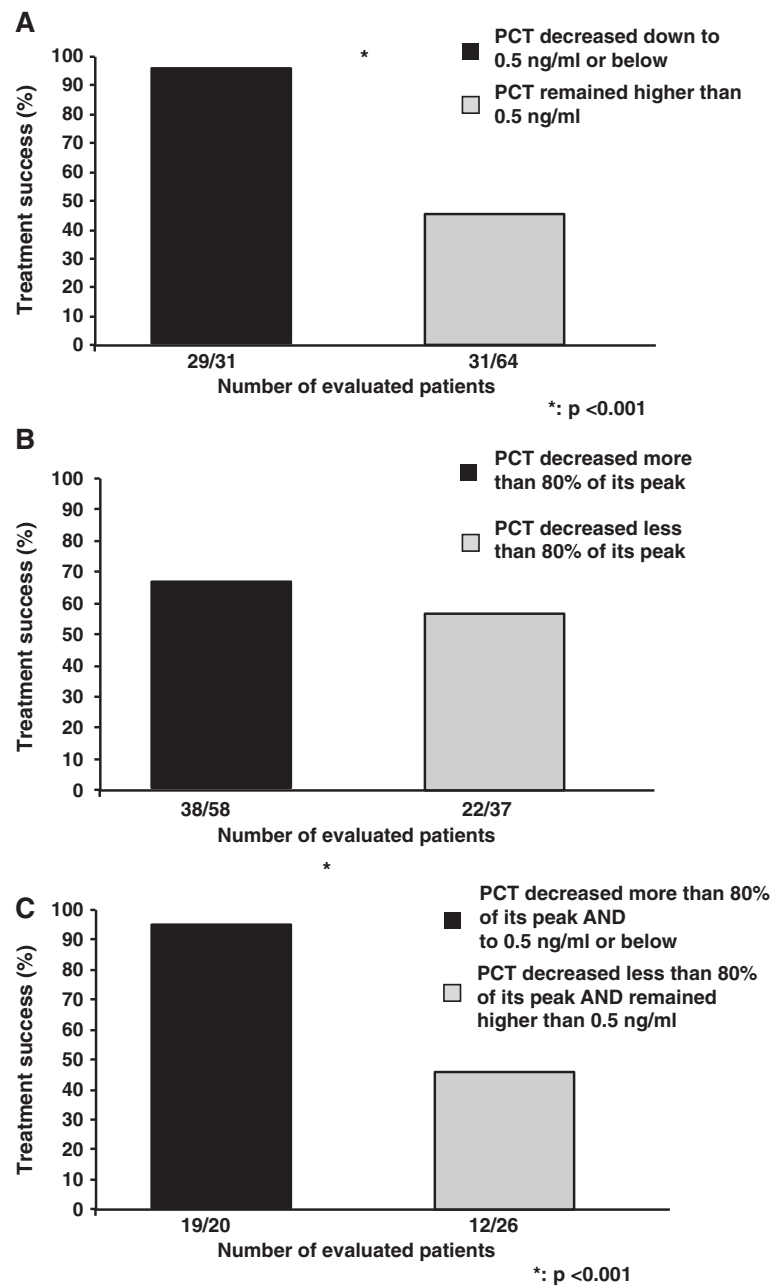 A
*
PCT decreased down to
0.5 ng/ml or below
PCT remained higher than
0.5 ng/ml
Treatment success (%)
100
90
80
70
60
50
40
30
20
10
0
29/31
31/64
Number of evaluated patients
*: p <0.001
B
PCT decreased more
than 80% of its peak
PCT decreased less
than 80% of its peak
Treatment success (%)
100
90
80
70
60
50
40
30
20
10
0
38/58
22/37
Number of evaluated patients
*
C
PCT decreased more than 80%
of its peak AND
to 0.5 ng/ml or below
PCT decreased less than 80%
of its peak AND remained
higher than 0.5 ng/ml
Treatment success (%)
100
90
80
70
60
50
40
30
20
10
0
19/20
12/26
Number of evaluated patients
*: p <0.001